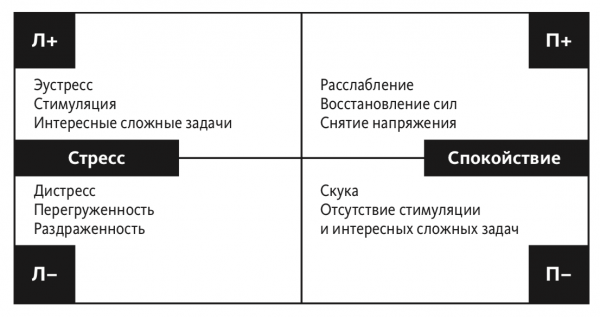 Л+
П+
Эустресс
Стимуляция
Интересные сложные задачи
Расслабление
Восстановление сил
Снятие напряжения
Стресс
Спокойствие
Дистресс
Перегруженность
Раздраженность
Скука
Отсутствие стимуляции
и интересных сложных задач
Л–
П–